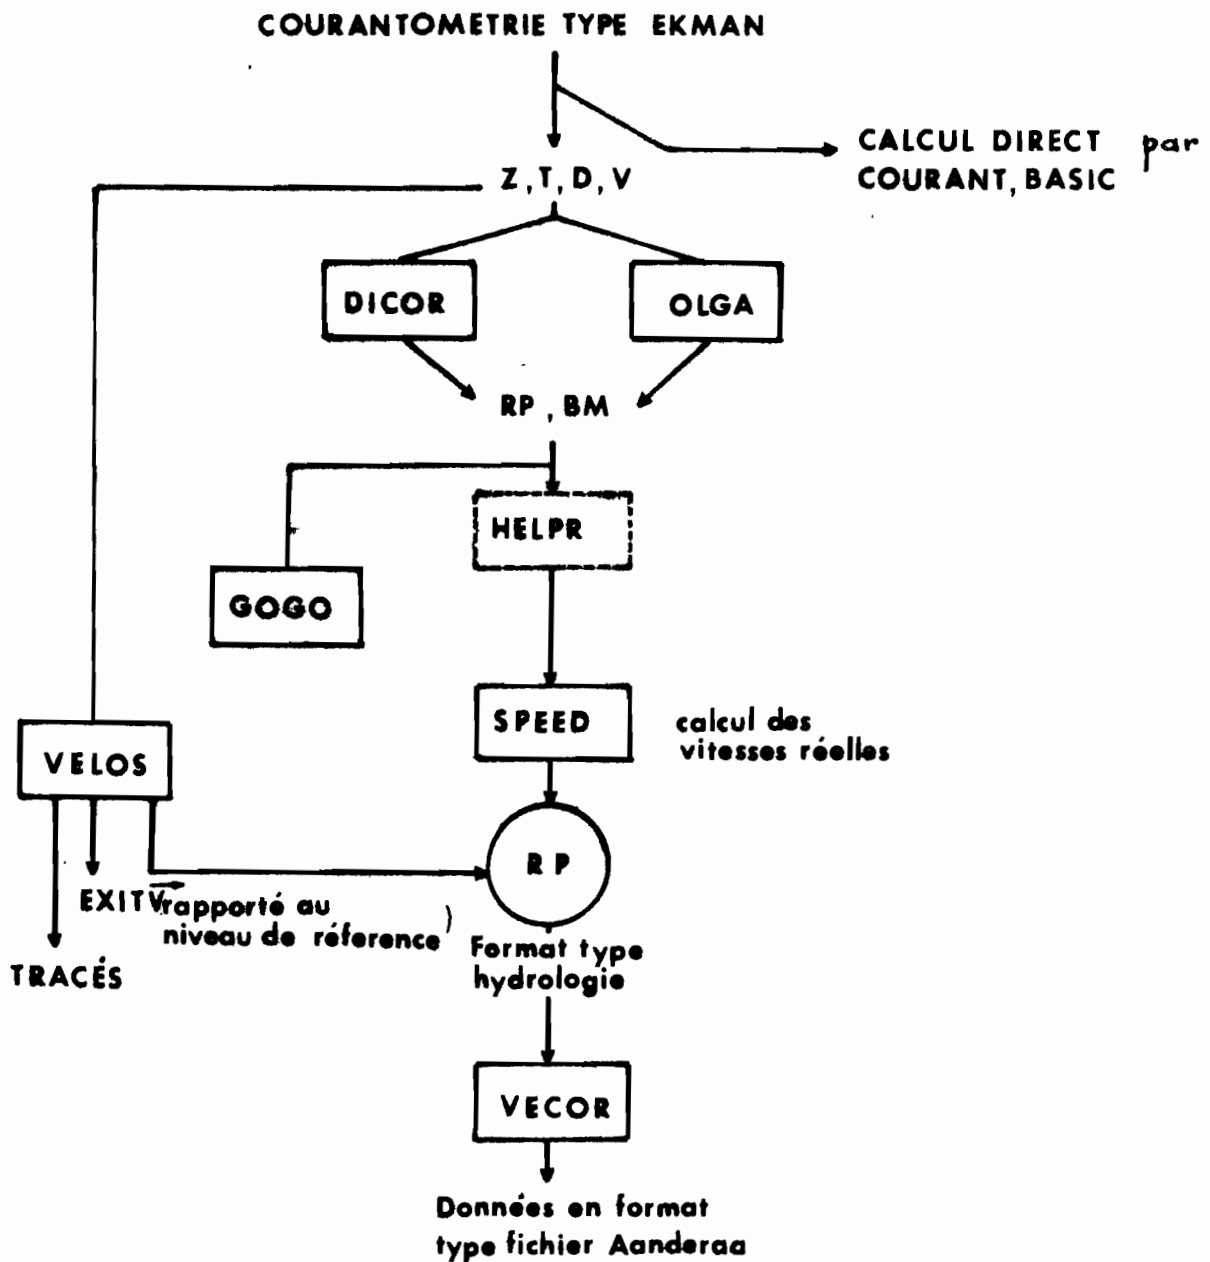 COURANTOMETRIE TYPE EKMAN
CALCUL DIRECT par
COURANT, BASIC
Z, T, D, V
DICOR
OLGA
RP, BM
HELPR
GOGO
SPEED
calcul des
vitesses réelles
VELOS
RP
EXIT V rapporté au
niveau de réference)
TRACÉS
Format type
hydrologie
VECOR
Données en format
type fichier Aanderaa